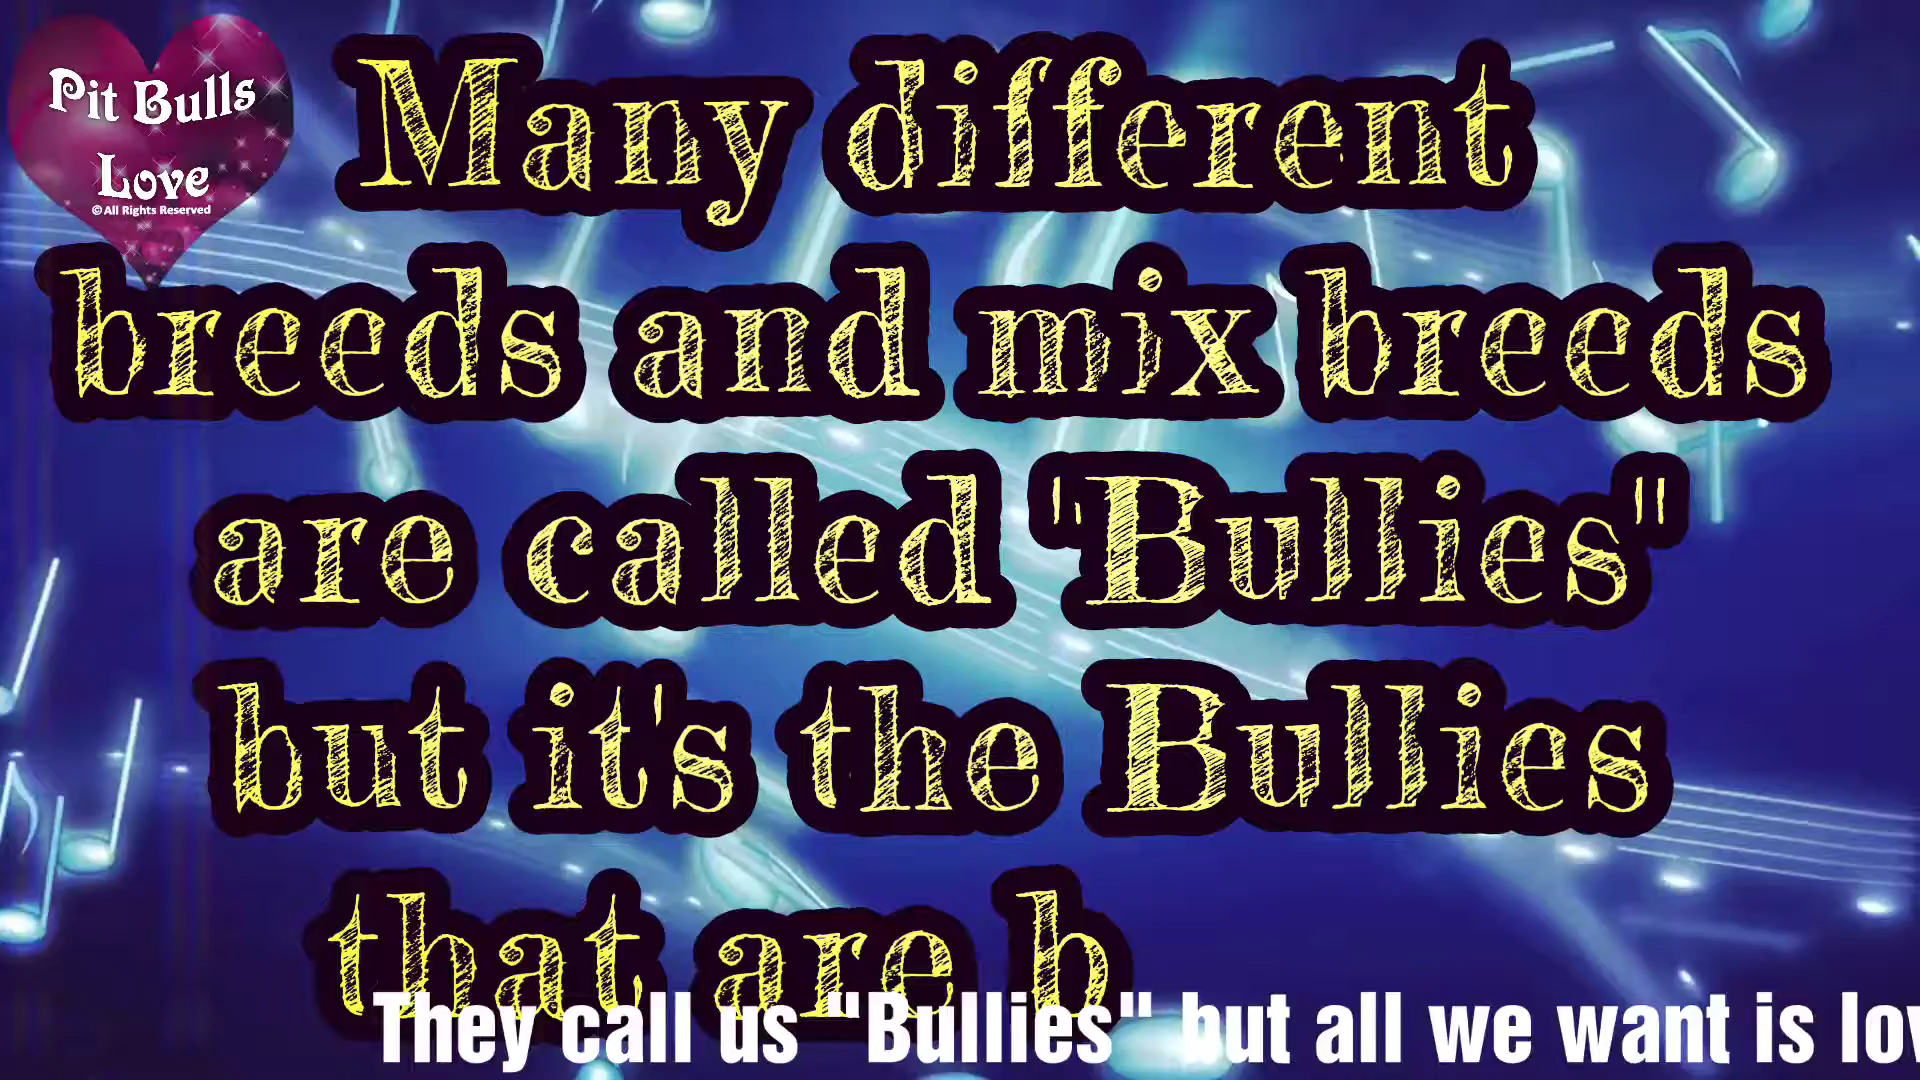 Pit Bulls
Love
© All Rights Reserved
Many different
breeds and mix breeds
are called "Bullies"
but it's the Bullies
that are b
They call us "Bullies" but all we want is lov